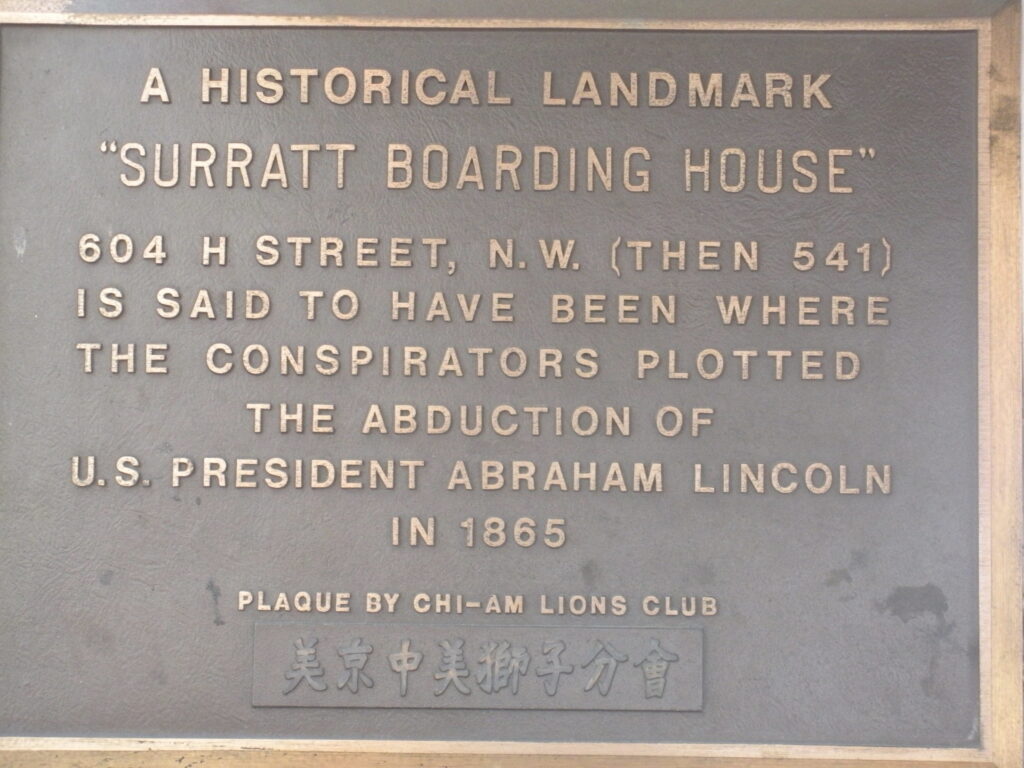 A HISTORICAL LANDMARK
“SURRATT BOARDING HOUSE”
604 H STREET, N.W. (THEN 541)
IS SAID TO HAVE BEEN WHERE
THE CONSPIRATORS PLOTTED
THE ABDUCTION OF
U.S. PRESIDENT ABRAHAM LINCOLN
IN 1865
PLAQUE BY CHI-AM LIONS CLUB
美京中美獅子分會